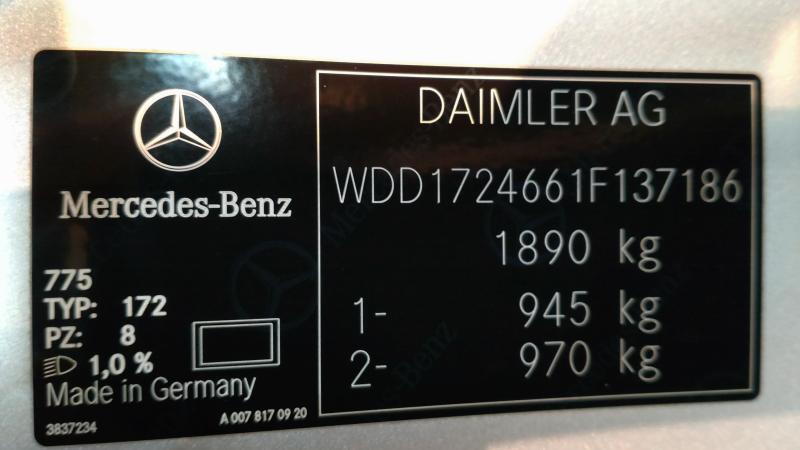 Mercedes-Benz
775
TYP: 172
PZ: 8
1,0 %
Made in Germany
3837234
A 007 817 09 20
DAIMLER AG
WDD1724661F137186
1890 kg
1- 945 kg
2- 970 kg